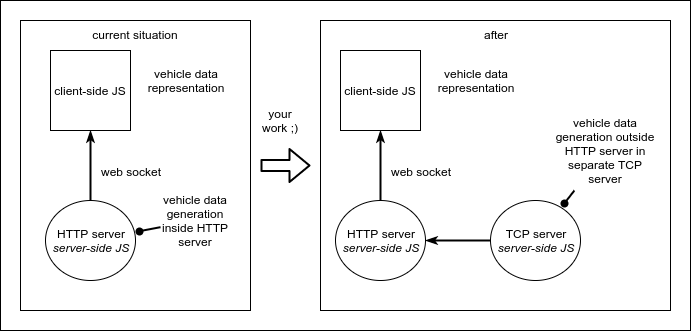 current situation
client-side JS
vehicle data
representation
web socket
HTTP server
server-side JS
vehicle data
generation
inside HTTP
server
your
work ;)
after
client-side JS
vehicle data
representation
web socket
HTTP server
server-side JS
TCP server
server-side JS
vehicle data
generation outside
HTTP server in
separate TCP
server